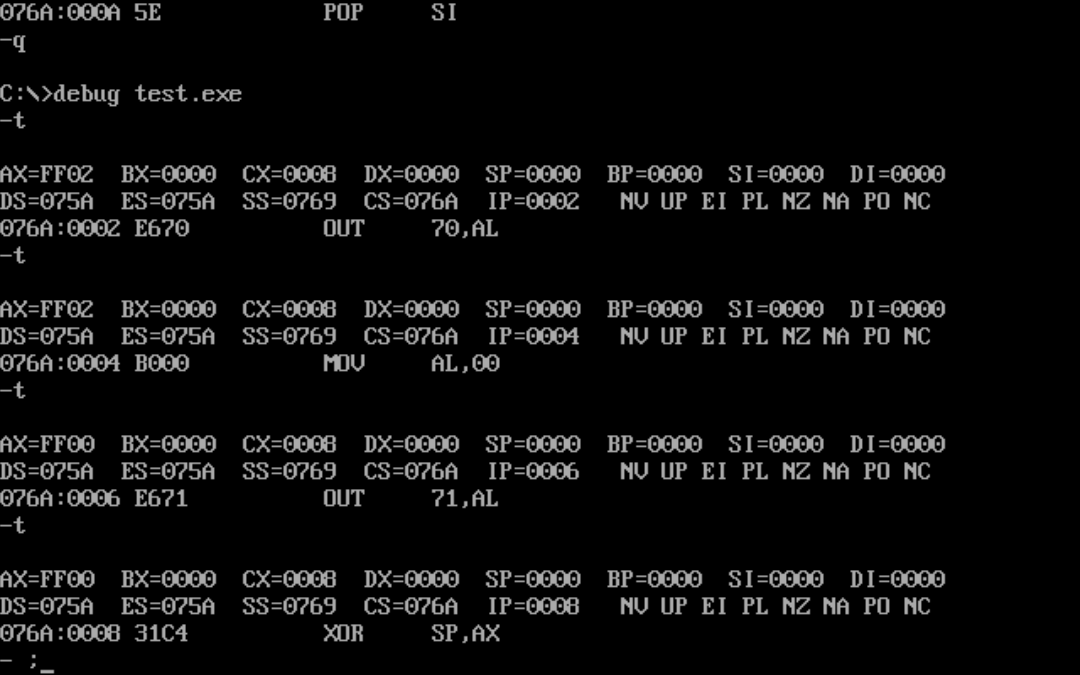 076A:000A 5E POP SI
-q
C:\>debug test.exe
-t
AX=FF02 BX=0000 CX=0008 DX=0000 SP=0000 BP=0000 SI=0000 DI=0000
DS=075A ES=075A SS=0769 CS=076A IP=0002 NV UP EI PL NZ NA PO NC
076A:0002 E670 OUT 70,AL
-t
AX=FF02 BX=0000 CX=0008 DX=0000 SP=0000 BP=0000 SI=0000 DI=0000
DS=075A ES=075A SS=0769 CS=076A IP=0004 NV UP EI PL NZ NA PO NC
076A:0004 B000 MOV AL,00
-t
AX=FF00 BX=0000 CX=0008 DX=0000 SP=0000 BP=0000 SI=0000 DI=0000
DS=075A ES=075A SS=0769 CS=076A IP=0006 NV UP EI PL NZ NA PO NC
076A:0006 E671 OUT 71,AL
-t
AX=FF00 BX=0000 CX=0008 DX=0000 SP=0000 BP=0000 SI=0000 DI=0000
DS=075A ES=075A SS=0769 CS=076A IP=0008 NV UP EI PL NZ NA PO NC
076A:0008 31C4 XOR SP,AX
- ;_